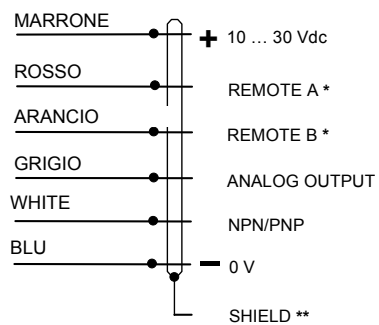 MARRONE + 10 … 30 Vdc
ROSSO REMOTE A *
ARANCIO REMOTE B *
GRIGIO ANALOG OUTPUT
WHITE NPN/PNP
BLU − 0 V
SHIELD **